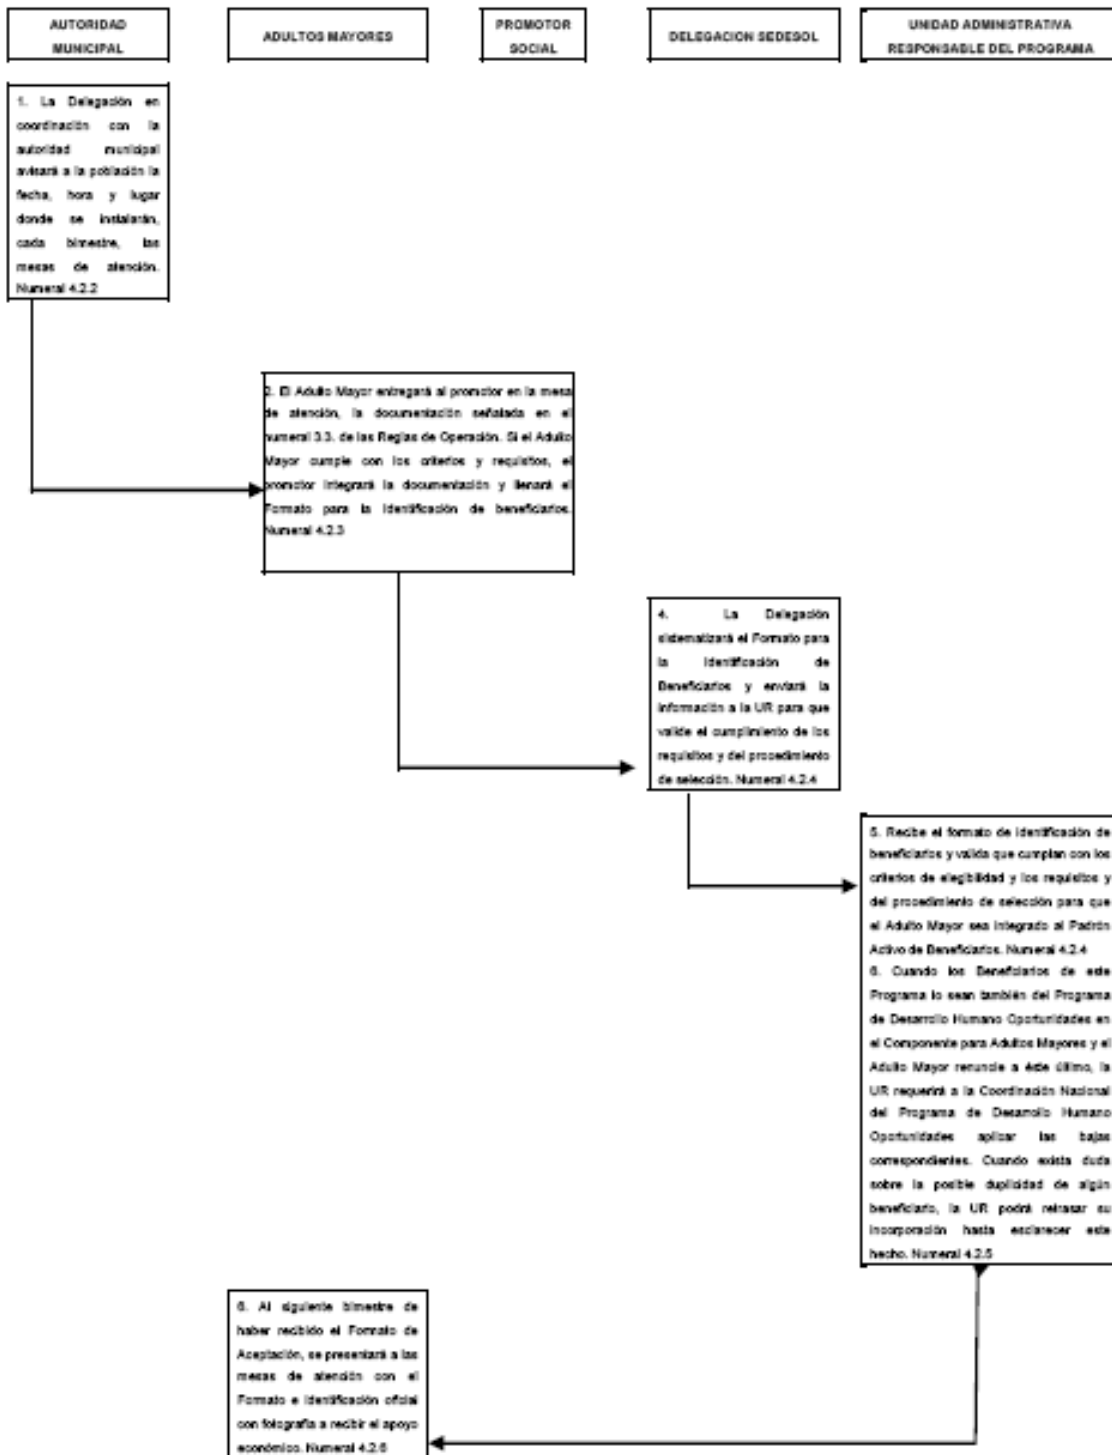 AUTORIDAD
MUNICIPAL
ADULTOS MAYORES
PROMOTOR
SOCIAL
DELEGACION SEDESOL
UNIDAD ADMINISTRATIVA
RESPONSABLE DEL PROGRAMA
1. La Delegación en
coordinación con la
autoridad municipal
avisará a la población la
fecha, hora y lugar
donde se instalarán,
cada bimestre, las
mesas de atención.
Numeral 4.2.2
2. El Adulto Mayor entregará al promotor en la mesa
de atención, la documentación señalada en el
numeral 3.3. de las Reglas de Operación. Si el Adulto
Mayor cumple con los criterios y requisitos, el
promotor integrará la documentación y llenará el
Formato para la Identificación de beneficiarios.
Numeral 4.2.3
4. La Delegación
sistematizará el Formato para
la Identificación de
Beneficiarios y enviará la
información a la UR para que
valide el cumplimiento de los
requisitos y del procedimiento
de selección. Numeral 4.2.4
5. Recibe el formato de identificación de
beneficiarios y valida que cumplan con los
criterios de elegibilidad y los requisitos y
del procedimiento de selección para que
el Adulto Mayor sea integrado al Padrón
Activo de Beneficiarios. Numeral 4.2.4
6. Cuando los Beneficiarios de este
Programa lo sean también del Programa
de Desarrollo Humano Oportunidades en
el Componente para Adultos Mayores y el
Adulto Mayor renuncie a éste último, la
UR requerirá a la Coordinación Nacional
del Programa de Desarrollo Humano
Oportunidades aplicar las bajas
correspondientes. Cuando exista duda
sobre la posible duplicidad de algún
beneficiario, la UR podrá retrasar su
incorporación hasta esclarecer este
hecho. Numeral 4.2.5
6. Al siguiente bimestre de
haber recibido el Formato de
Aceptación, se presentará a las
mesas de atención con el
Formato e identificación oficial
con fotografía a recibir el apoyo
económico. Numeral 4.2.6